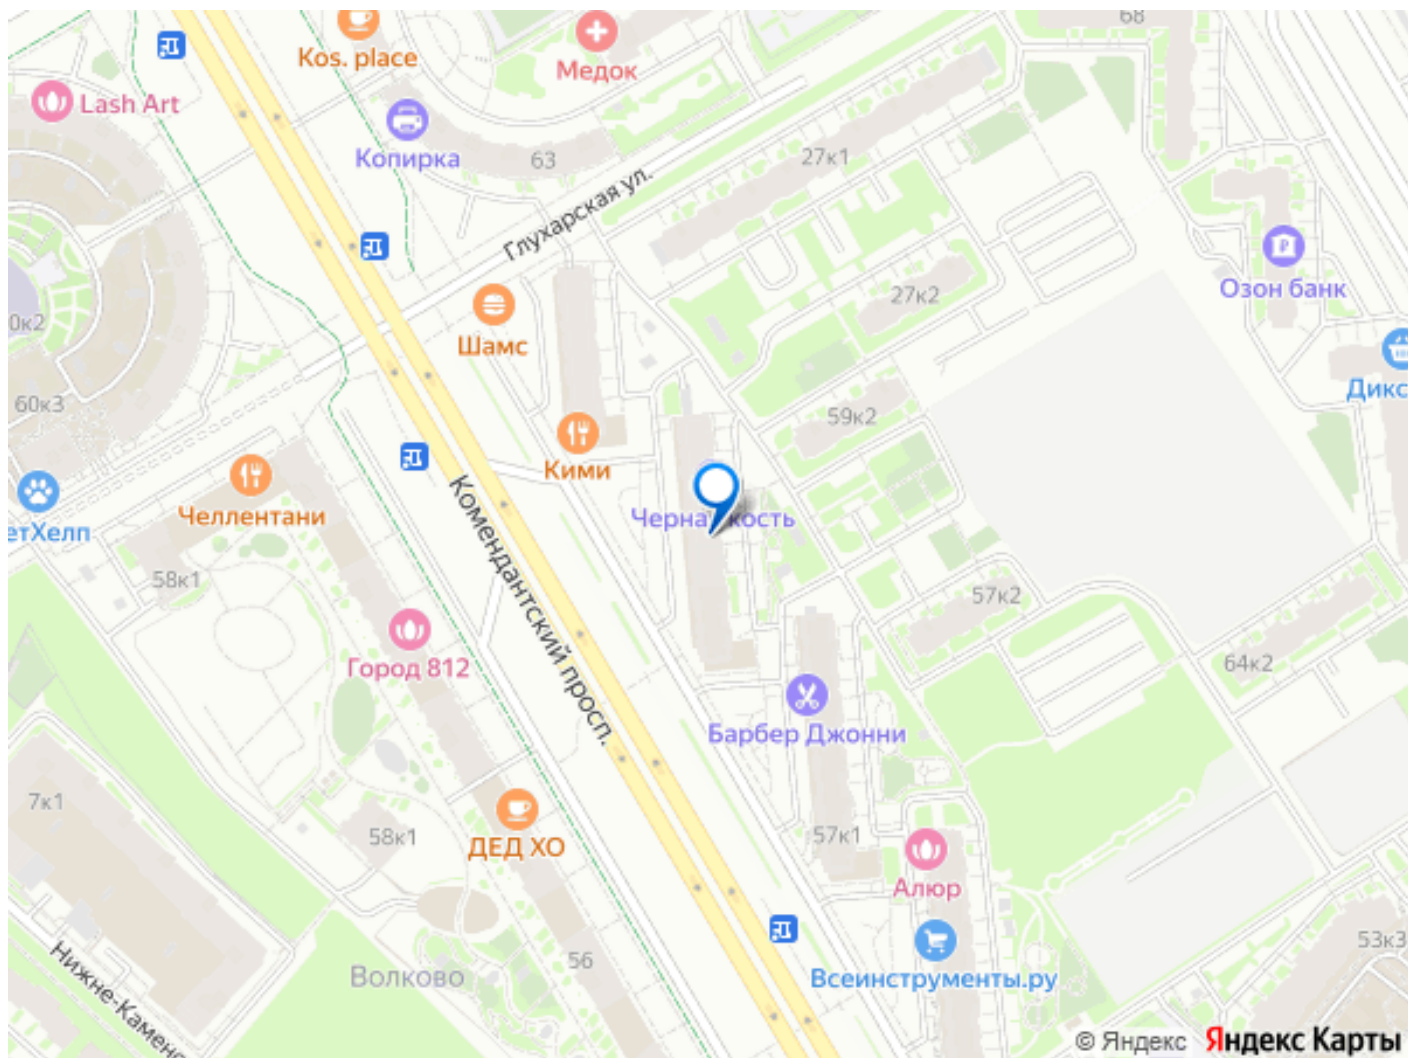 68
Kos. place
Медок
Lash Art
Копирка
63
27к1
Глухарская ул.
Озон банк
27к2
0к2
Шамс
Дикс
60к3
59к2
Кими
Комендантский просп.
Челлентани
етХелп
58к1
57к2
Город 812
64к2
Барбер Джонни
7к1
58к1
ДЕД ХО
57к1
Алюр
53к3
56
Волково
Всеинструменты.ру
Нижне-Каменс
© Яндекс Яндекс Карты